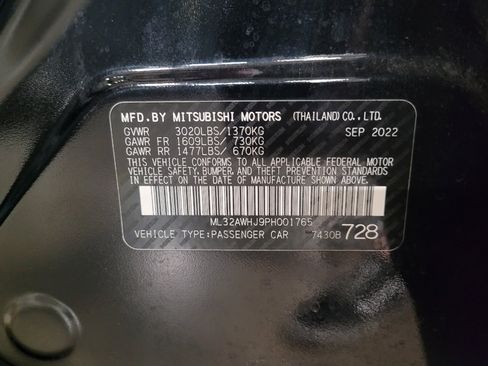 MFD.BY MITSUBISHI MOTORS (THAILAND) CO., LTD.
GVWR 3020LBS/1370KG SEP 2022
GAWR FR 1609LBS/ 730KG
GAWR RR 1477LBS/ 670KG
THIS VEHICLE CONFORMS TO ALL APPLICABLE FEDERAL MOTOR
VEHICLE SAFETY, BUMPER, AND THEFT PREVENTION STANDARDS
IN EFFECT ON THE DATE OF MANUFACTURE SHOWN ABOVE.
ML32AWHJ9PH001765
VEHICLE TYPE:PASSENGER CAR 7430B 728